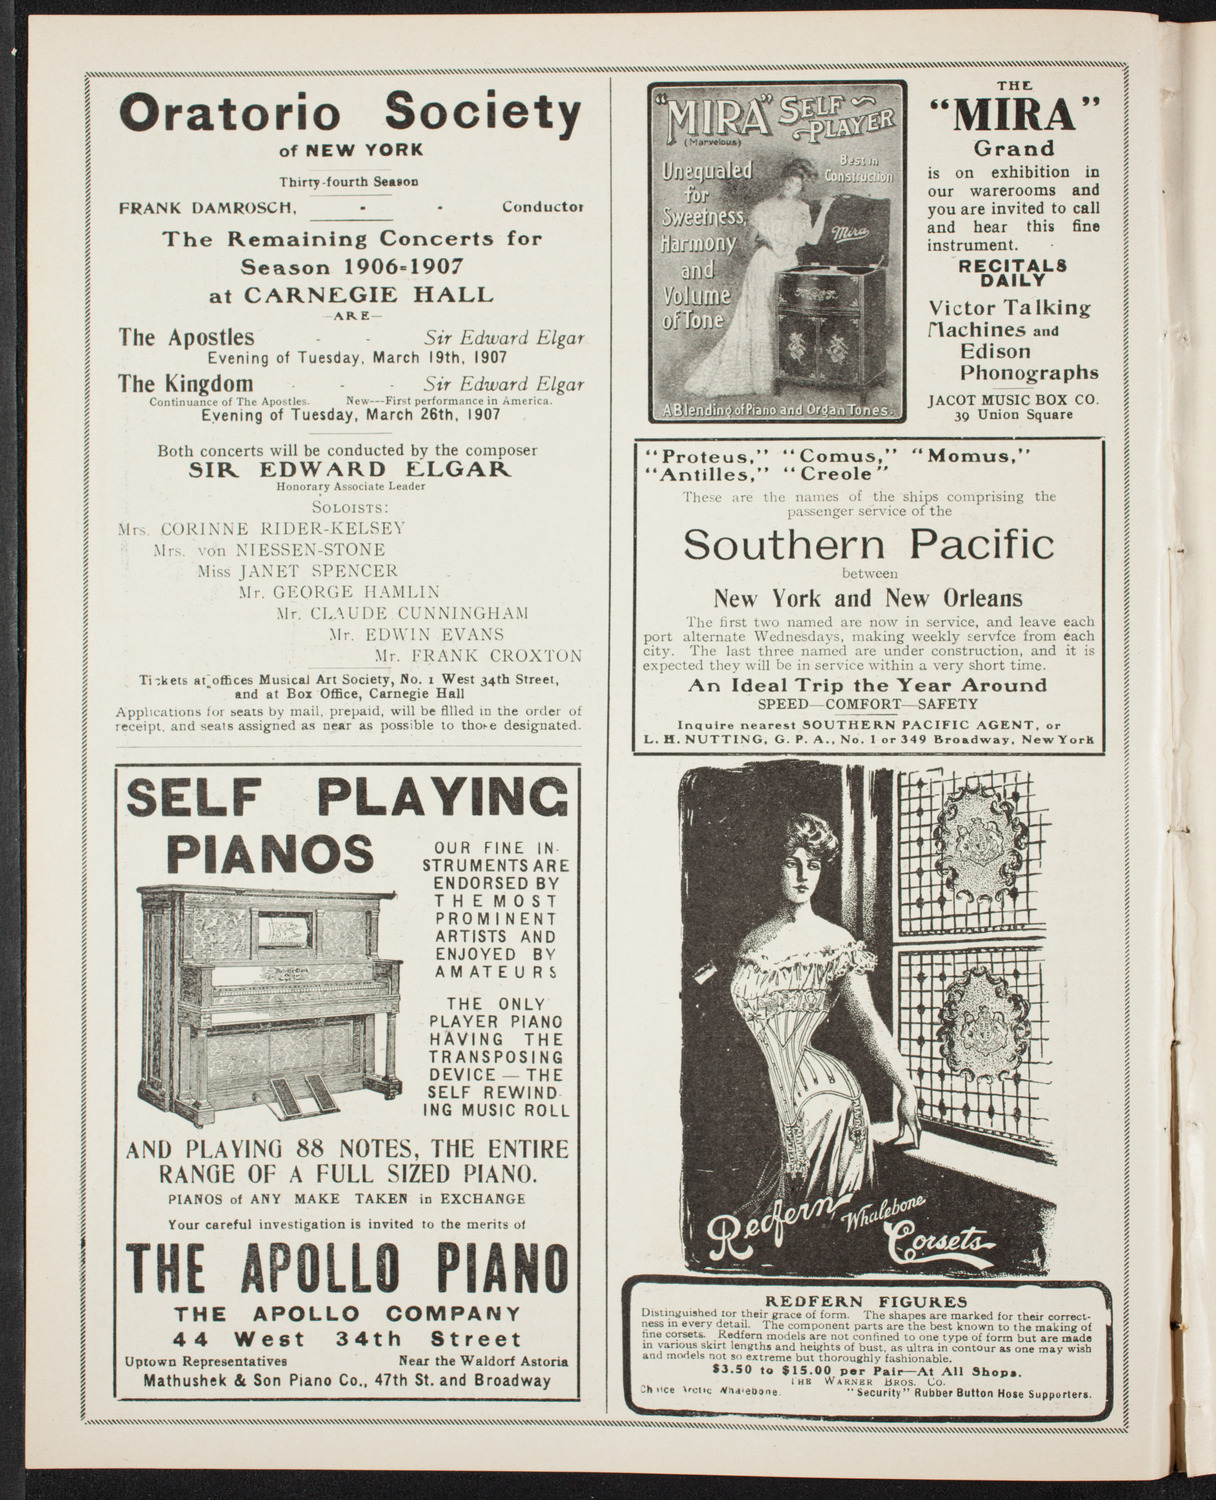 Oratorio Society
of NEW YORK
Thirty-fourth Season
FRANK DAMROSCH, - - Conductor
The Remaining Concerts for
Season 1906-1907
at CARNEGIE HALL
—ARE—
The Apostles - - Sir Edward Elgar
Evening of Tuesday, March 19th, 1907
The Kingdom - - - Sir Edward Elgar
Continuance of The Apostles. New---First performance in America.
Evening of Tuesday, March 26th, 1907
Both concerts will be conducted by the composer
SIR EDWARD ELGAR
Honorary Associate Leader
SOLOISTS:
Mrs. CORINNE RIDER-KELSEY
Mrs. von NIESSEN-STONE
Miss JANET SPENCER
Mr. GEORGE HAMLIN
Mr. CLAUDE CUNNINGHAM
Mr. EDWIN EVANS
Mr. FRANK CROXTON
Tickets at offices Musical Art Society, No. 1 West 34th Street,
and at Box Office, Carnegie Hall
Applications for seats by mail, prepaid, will be filled in the order of
receipt, and seats assigned as near as possible to those designated.
SELF PLAYING
PIANOS
OUR FINE IN-
STRUMENTS ARE
ENDORSED BY
THE MOST
PROMINENT
ARTISTS AND
ENJOYED BY
AMATEURS
THE ONLY
PLAYER PIANO
HAVING THE
TRANSPOSING
DEVICE — THE
SELF REWIND-
ING MUSIC ROLL
AND PLAYING 88 NOTES, THE ENTIRE
RANGE OF A FULL SIZED PIANO.
PIANOS of ANY MAKE TAKEN in EXCHANGE
Your careful investigation is invited to the merits of
THE APOLLO PIANO
THE APOLLO COMPANY
44 West 34th Street
Uptown Representatives Near the Waldorf Astoria
Mathushek & Son Piano Co., 47th St. and Broadway
"MIRA" SELF
PLAYER
(Marvelous)
Unequaled
for
Sweetness,
Harmony
and
Volume
of Tone
Best in
Construction
Mira
A Blending of Piano and Organ Tones.
THE
"MIRA"
Grand
is on exhibition in
our warerooms and
you are invited to call
and hear this fine
instrument.
RECITALS
DAILY
Victor Talking
Machines and
Edison
Phonographs
JACOT MUSIC BOX CO.
39 Union Square
"Proteus," "Comus," "Momus,"
"Antilles," "Creole"
These are the names of the ships comprising the
passenger service of the
Southern Pacific
between
New York and New Orleans
The first two named are now in service, and leave each
port alternate Wednesdays, making weekly servfce from each
city. The last three named are under construction, and it is
expected they will be in service within a very short time.
An Ideal Trip the Year Around
SPEED—COMFORT—SAFETY
Inquire nearest SOUTHERN PACIFIC AGENT, or
L. H. NUTTING, G. P. A., No. 1 or 349 Broadway, New York
Redfern Whalebone
Corsets
REDFERN FIGURES
Distinguished for their grace of form. The shapes are marked for their correct-
ness in every detail. The component parts are the best known to the making of
fine corsets. Redfern models are not confined to one type of form but are made
in various skirt lengths and heights of bust, as ultra in contour as one may wish
and models not so extreme but thoroughly fashionable.
$3.50 to $15.00 per Pair—At All Shops.
THE WARNER BROS. CO.
Choice Arctic Whalebone. "Security" Rubber Button Hose Supporters.